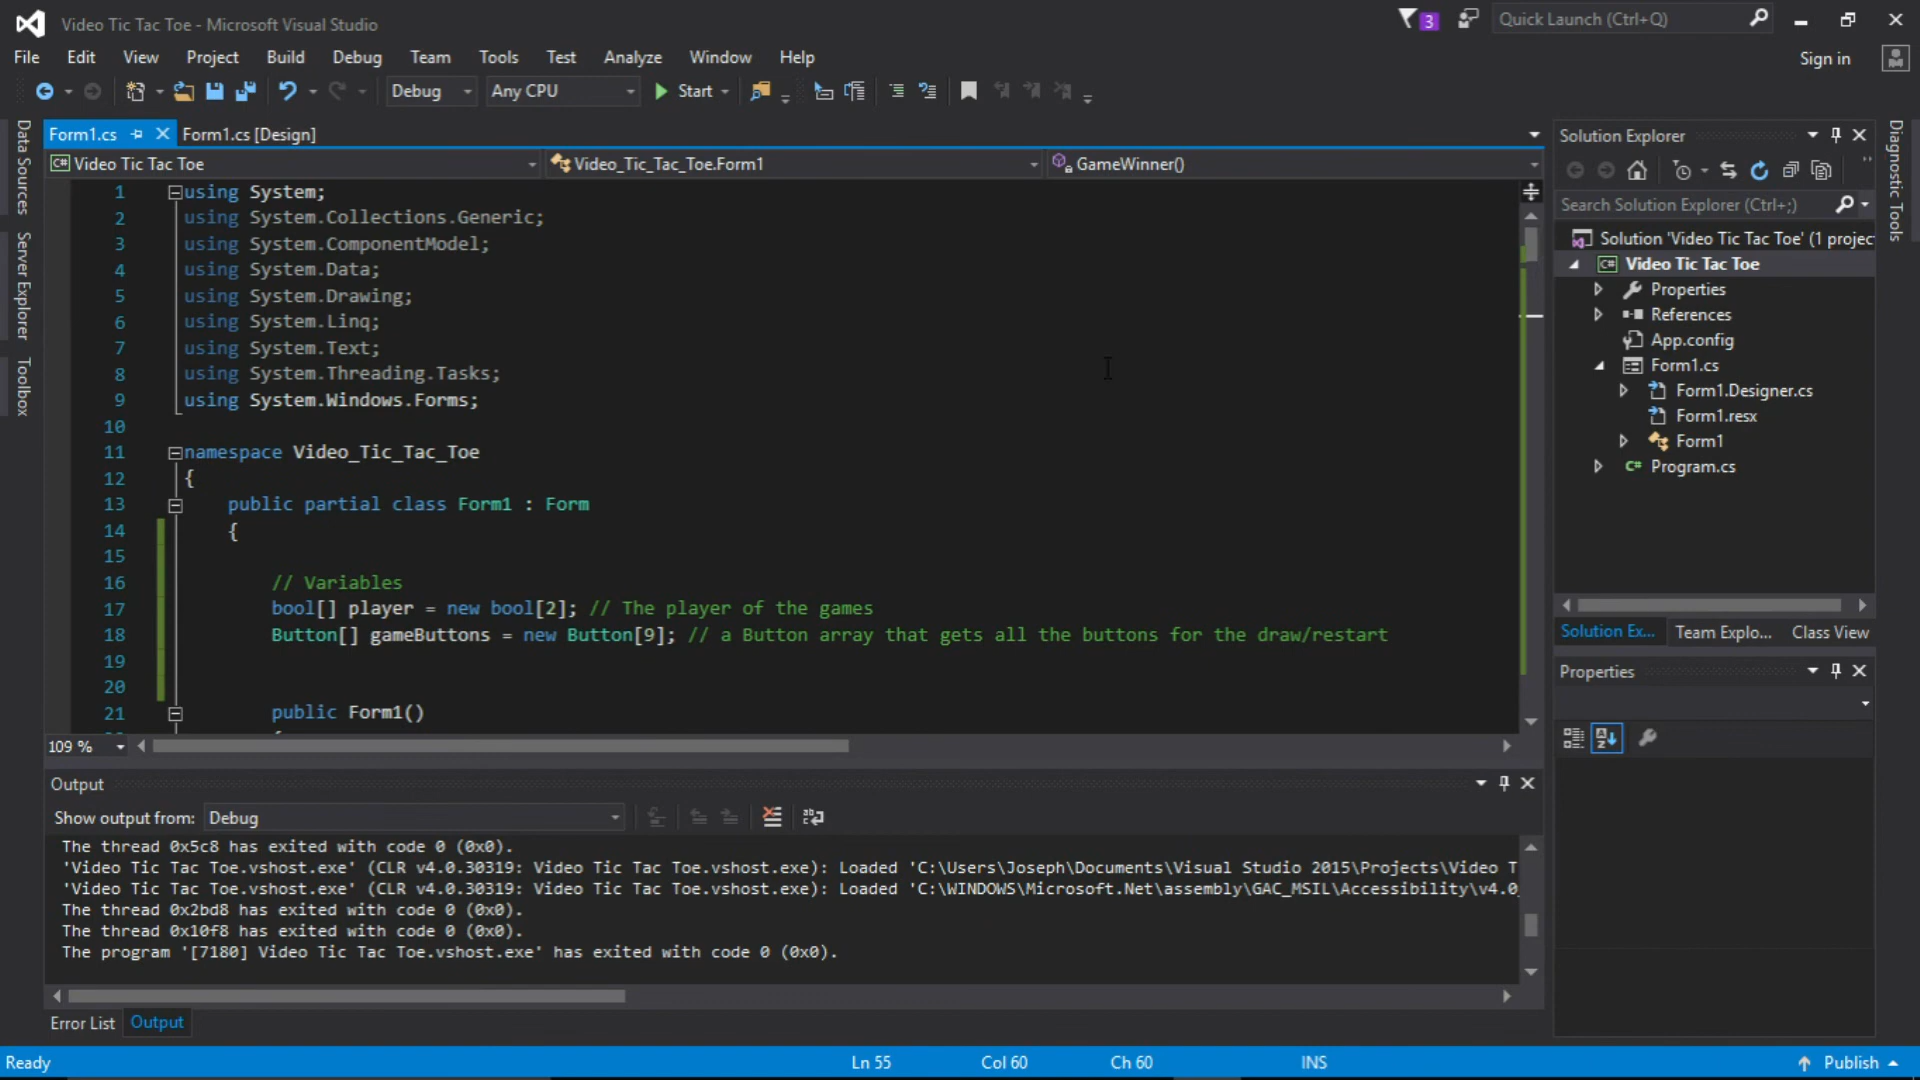 Video Tic Tac Toe - Microsoft Visual Studio
3
Quick Launch (Ctrl+Q)
File Edit View Project Build Debug Team Tools Test Analyze Window Help
Sign in
Debug Any CPU Start
Data Sources
Server Explorer
Toolbox
Form1.cs Form1.cs [Design]
C# Video Tic Tac Toe Video_Tic_Tac_Toe.Form1 GameWinner()
1 using System;
2 using System.Collections.Generic;
3 using System.ComponentModel;
4 using System.Data;
5 using System.Drawing;
6 using System.Linq;
7 using System.Text;
8 using System.Threading.Tasks;
9 using System.Windows.Forms;
10
11 namespace Video_Tic_Tac_Toe
12 {
13 public partial class Form1 : Form
14 {
15
16 // Variables
17 bool[] player = new bool[2]; // The player of the games
18 Button[] gameButtons = new Button[9]; // a Button array that gets all the buttons for the draw/restart
19
20
21 public Form1()
109 %
Output
Show output from: Debug
The thread 0x5c8 has exited with code 0 (0x0).
'Video Tic Tac Toe.vshost.exe' (CLR v4.0.30319: Video Tic Tac Toe.vshost.exe): Loaded 'C:\Users\Joseph\Documents\Visual Studio 2015\Projects\Video T
'Video Tic Tac Toe.vshost.exe' (CLR v4.0.30319: Video Tic Tac Toe.vshost.exe): Loaded 'C:\WINDOWS\Microsoft.Net\assembly\GAC_MSIL\Accessibility\v4.0_
The thread 0x2bd8 has exited with code 0 (0x0).
The thread 0x10f8 has exited with code 0 (0x0).
The program '[7180] Video Tic Tac Toe.vshost.exe' has exited with code 0 (0x0).
Error List Output
Solution Explorer
Search Solution Explorer (Ctrl+;)
Solution 'Video Tic Tac Toe' (1 projec
C# Video Tic Tac Toe
Properties
References
App.config
Form1.cs
Form1.Designer.cs
Form1.resx
Form1
C# Program.cs
Solution Ex... Team Explo... Class View
Properties
Diagnostic Tools
Ready Ln 55 Col 60 Ch 60 INS Publish